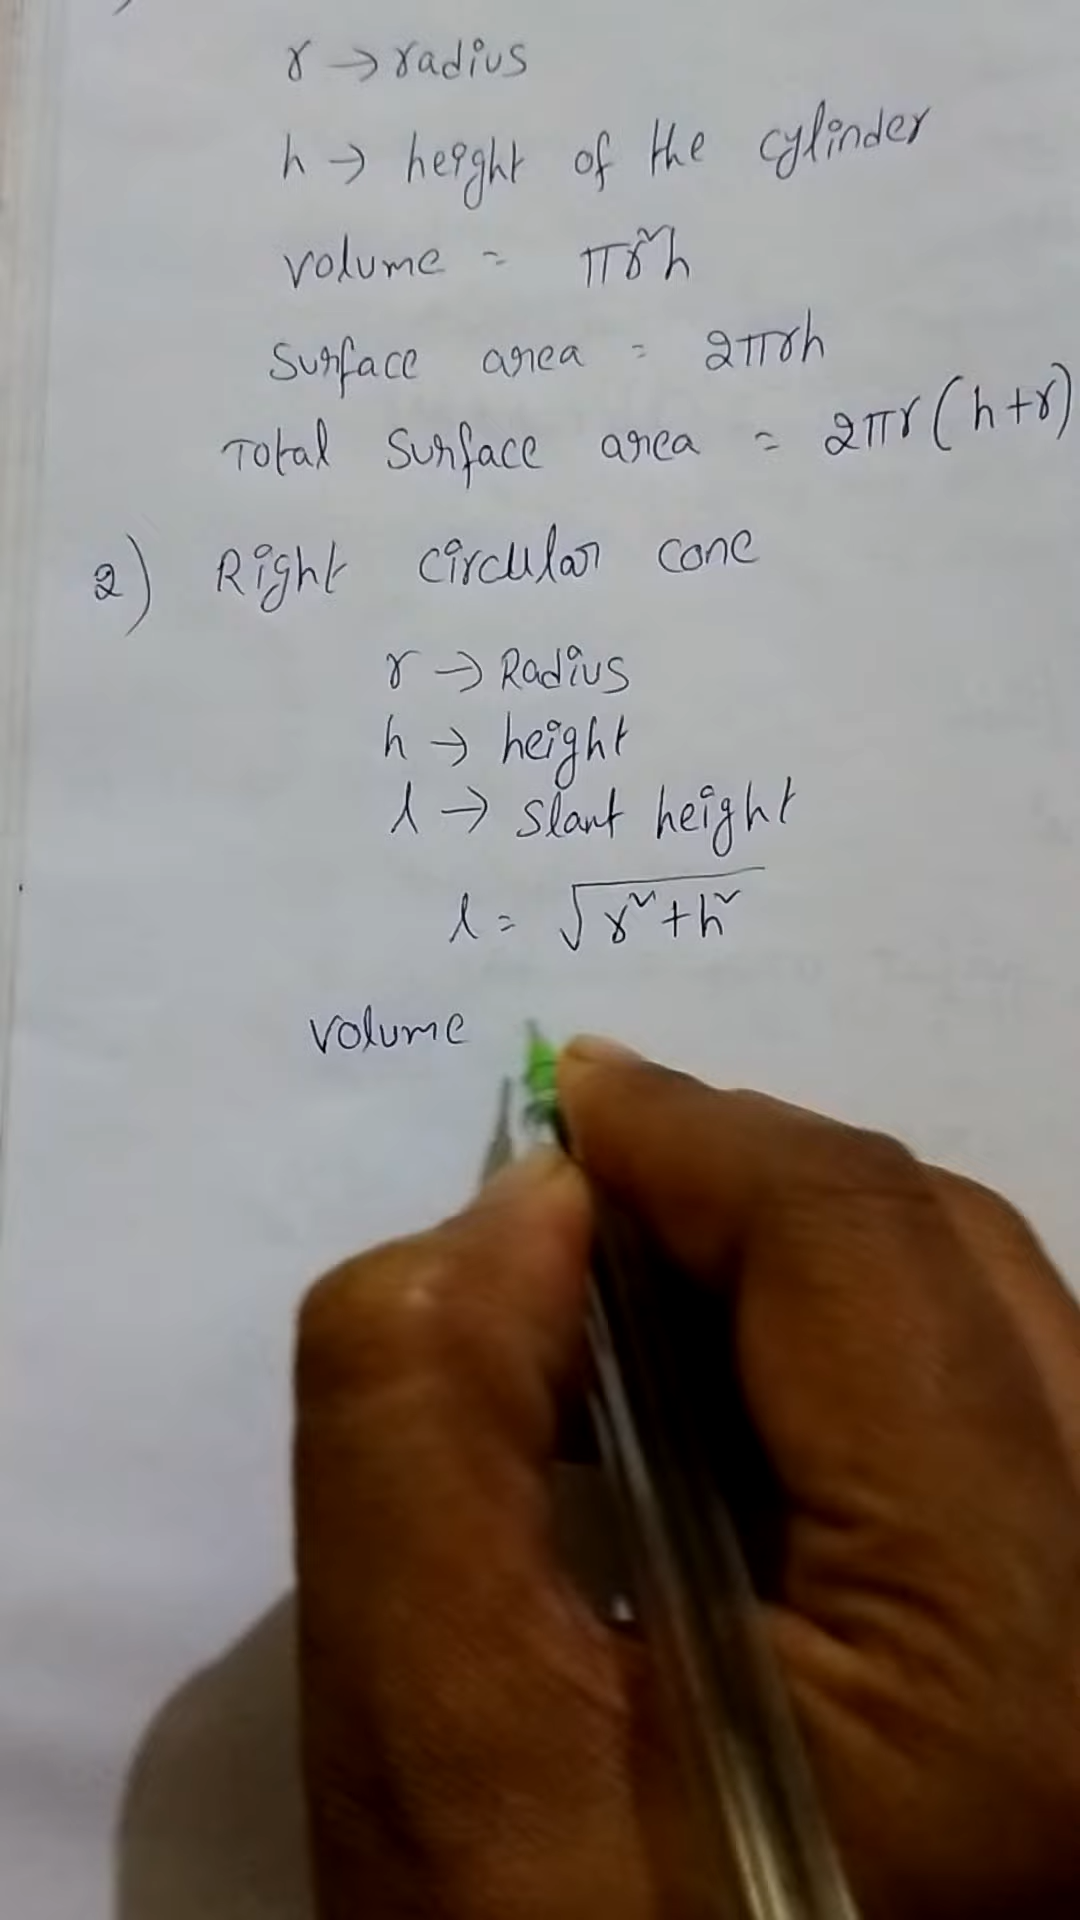 r → radius
h → height of the cylinder
volume = πr²h
Surface area = 2πrh
Total Surface area = 2πr(h+r)
2) Right circular cone
r → Radius
h → height
l → Slant height
l = √r²+h²
volume